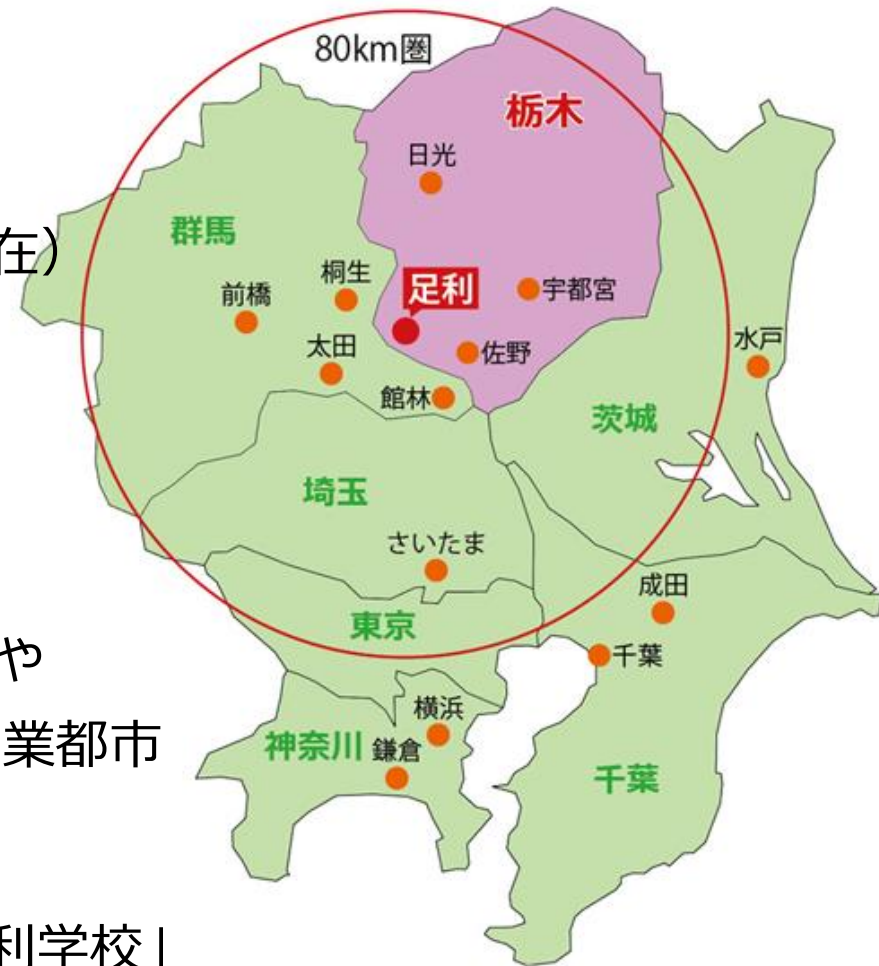 80km圏
栃木
日光
群馬
在）
桐生
足利
前橋
宇都宮
太田
佐野
水戸
館林
茨城
埼玉
さいたま
成田
東京
や
千葉
横浜
業都市
神奈川
鎌倉
千葉
利学校」